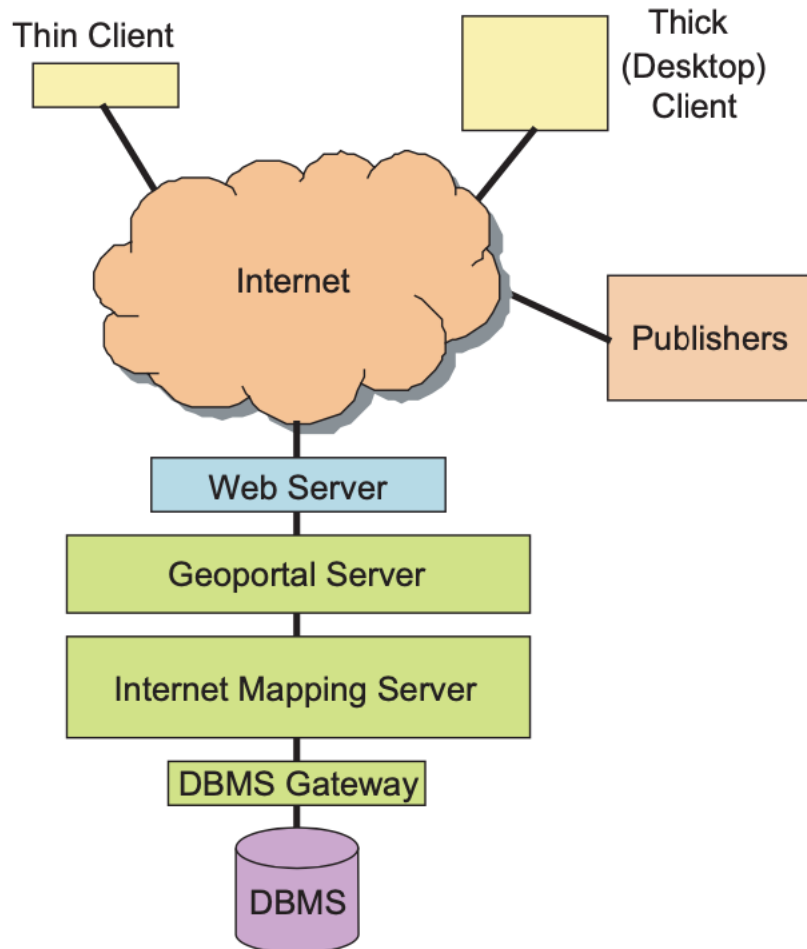 Thin Client
Thick
(Desktop)
Client
Internet
Publishers
Web Server
Geoportal Server
Internet Mapping Server
DBMS Gateway
DBMS